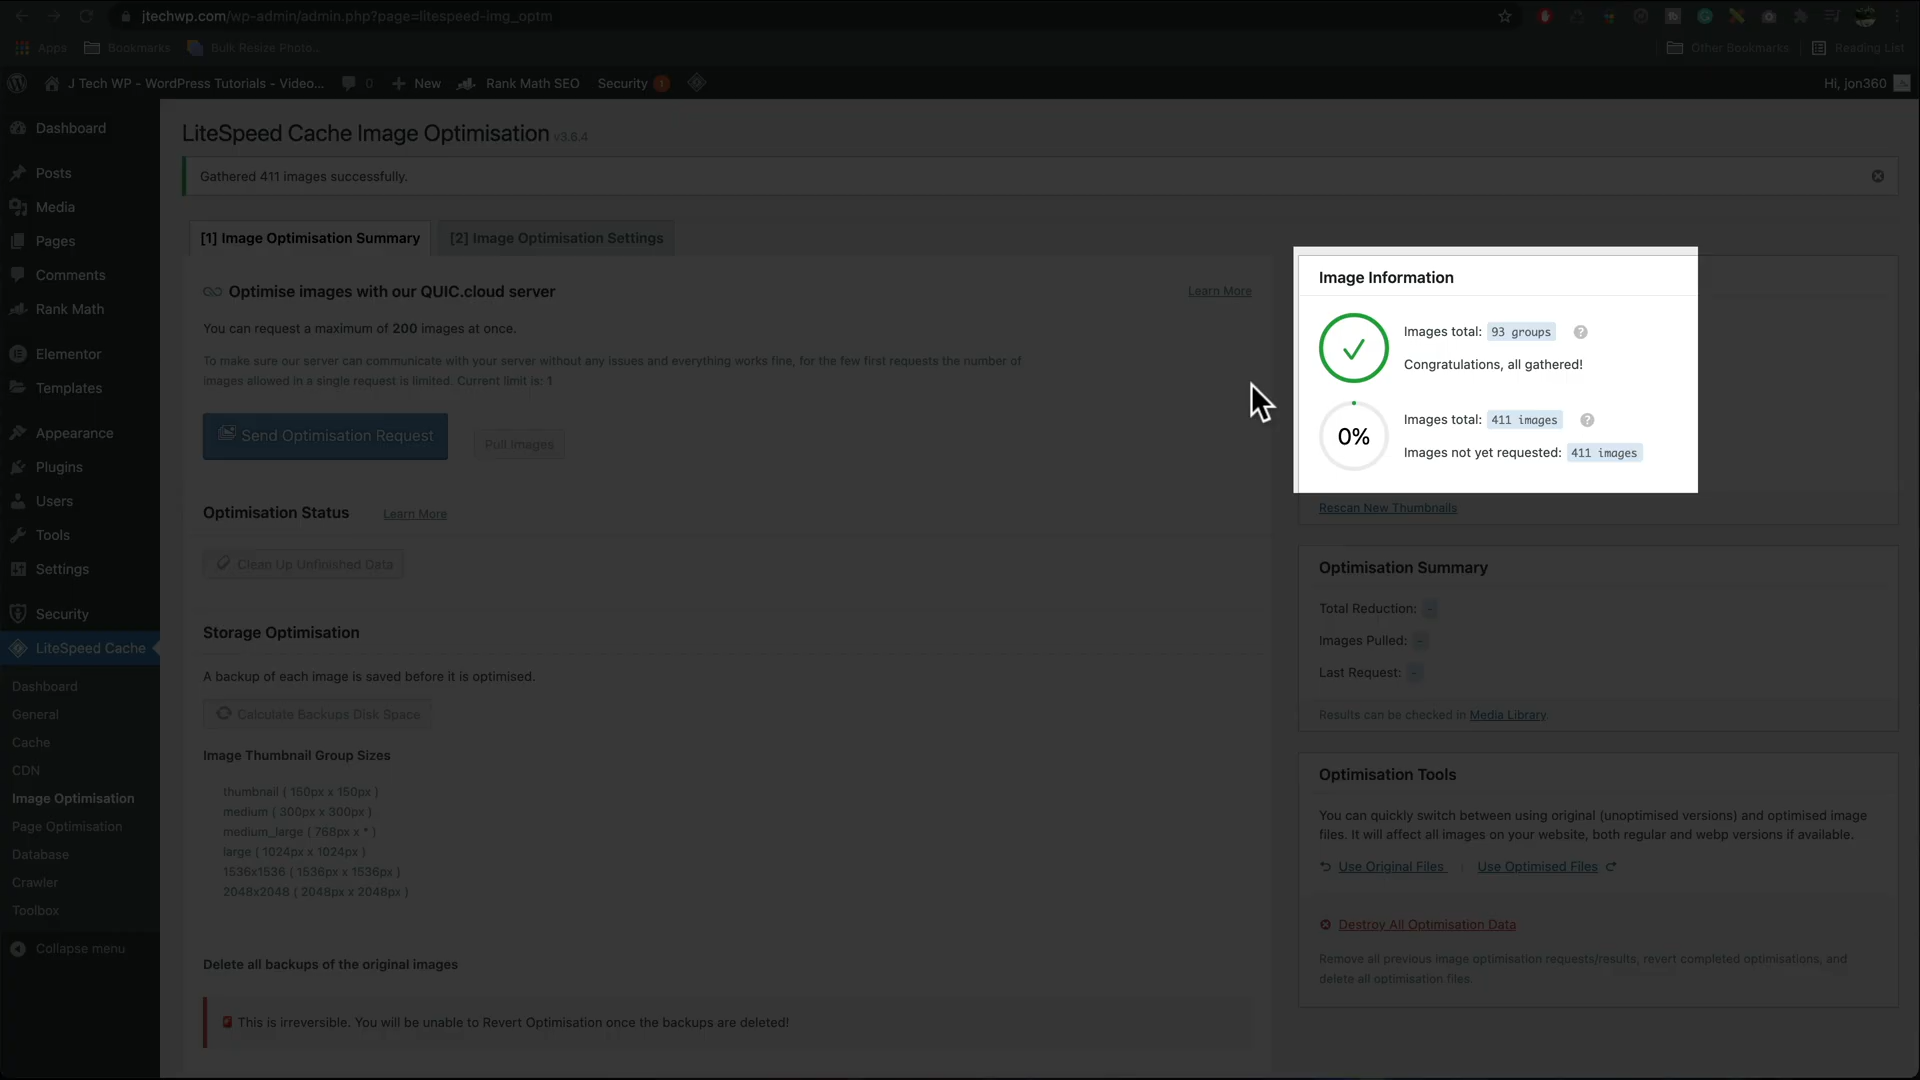 jtechwp.com/wp-admin/admin.php?page=litespeed-img_optm
Apps
Bookmarks
Bulk Resize Photo...
Other Bookmarks
Reading List
J Tech WP - WordPress Tutorials - Video...
0
New
Rank Math SEO
Security
1
Hi, jon360
Dashboard
Posts
Media
Pages
Comments
Rank Math
Elementor
Templates
Appearance
Plugins
Users
Tools
Settings
Security
LiteSpeed Cache
Dashboard
General
Cache
CDN
Image Optimisation
Page Optimisation
Database
Crawler
Toolbox
Collapse menu
LiteSpeed Cache Image Optimisation v3.6.4
Gathered 411 images successfully.
[1] Image Optimisation Summary
[2] Image Optimisation Settings
Optimise images with our QUIC.cloud server
Learn More
You can request a maximum of 200 images at once.
To make sure our server can communicate with your server without any issues and everything works fine, for the few first requests the number of
images allowed in a single request is limited. Current limit is: 1
Send Optimisation Request
Pull Images
Optimisation Status
Learn More
Clean Up Unfinished Data
Storage Optimisation
A backup of each image is saved before it is optimised.
Calculate Backups Disk Space
Image Thumbnail Group Sizes
thumbnail ( 150px x 150px )
medium ( 300px x 300px )
medium_large ( 768px x * )
large ( 1024px x 1024px )
1536x1536 ( 1536px x 1536px )
2048x2048 ( 2048px x 2048px )
Delete all backups of the original images
This is irreversible. You will be unable to Revert Optimisation once the backups are deleted!
Image Information
Images total: 93 groups ?
Congratulations, all gathered!
0%
Images total: 411 images ?
Images not yet requested: 411 images
Rescan New Thumbnails
Optimisation Summary
Total Reduction: -
Images Pulled: -
Last Request: -
Results can be checked in Media Library.
Optimisation Tools
You can quickly switch between using original (unoptimised versions) and optimised image
files. It will affect all images on your website, both regular and webp versions if available.
Use Original Files | Use Optimised Files
Destroy All Optimisation Data
Remove all previous image optimisation requests/results, revert completed optimisations, and
delete all optimisation files.